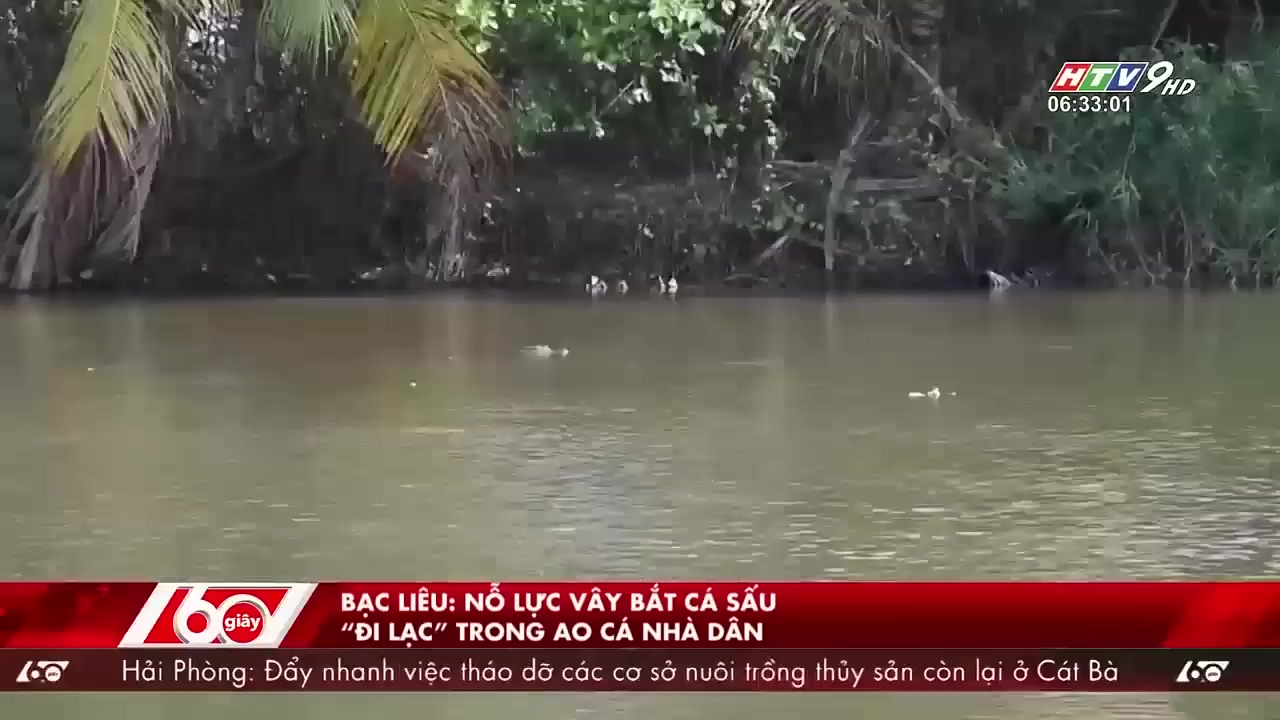 HTV9 HD
06:33:01
60 giây
BẠC LIÊU: NỖ LỰC VÂY BẮT CÁ SẤU
“ĐI LẠC” TRONG AO CÁ NHÀ DÂN
Hải Phòng: Đẩy nhanh việc tháo dỡ các cơ sở nuôi trồng thủy sản còn lại ở Cát Bà